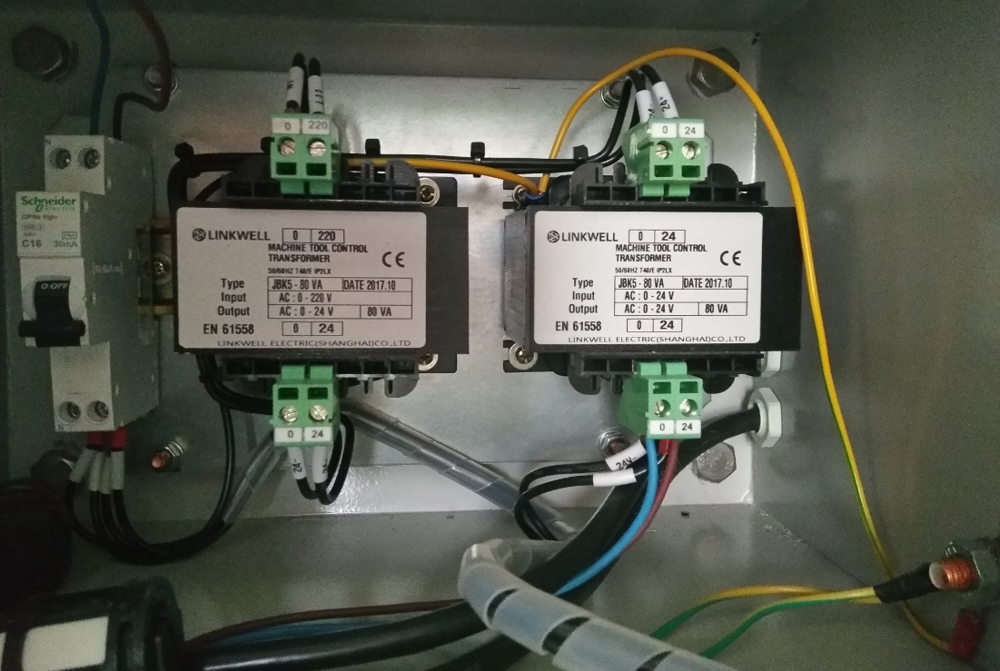 0 220
0 24
24+
N
Schneider
Electric
C16 30mA
O OFF
N
LINKWELL 0 220
MACHINE TOOL CONTROL
TRANSFORMER
50/60HZ T40/E IP2LX
CE
Type JBK5 - 80 VA DATE 2017.10
Input AC : 0 - 220 V
Output AC : 0 - 24 V 80 VA
EN 61558 0 24
LINKWELL ELECTRIC(SHANGHAI)CO.,LTD
LINKWELL 0 24
MACHINE TOOL CONTROL
TRANSFORMER
50/60HZ T40/E IP2LX
CE
Type JBK5 - 80 VA DATE 2017.10
Input AC : 0 - 24 V
Output AC : 0 - 24 V 80 VA
EN 61558 0 24
LINKWELL ELECTRIC(SHANGHAI)CO.,LTD
0 24
24-
0 24
24V